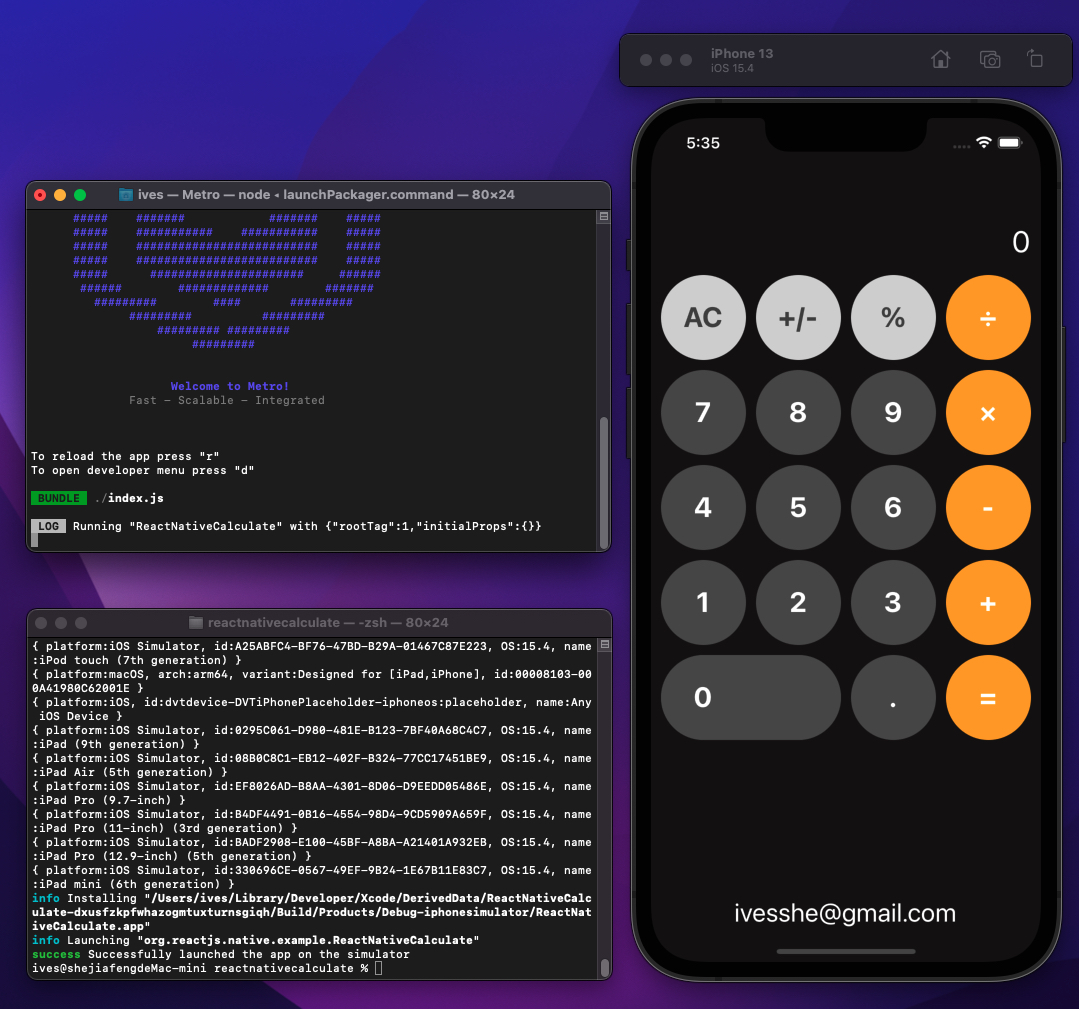 iPhone 13
iOS 15.4
5:35
0
AC +/- % ÷
7 8 9 ×
4 5 6 -
1 2 3 +
0 . =
ivesshe@gmail.com
ives — Metro — node ◂ launchPackager.command — 80×24
#####    #######            #######    #####
#####    ###########    ###########    #####
#####    ##########################    #####
#####    ##########################    #####
#####      ######################     ######
######        #############        #######
#########        ####       #########
#########          #########
######### #########
#########
Welcome to Metro!
Fast — Scalable — Integrated
To reload the app press "r"
To open developer menu press "d"
BUNDLE ./index.js
LOG Running "ReactNativeCalculate" with {"rootTag":1,"initialProps":{}}
reactnativecalculate — -zsh — 80×24
{ platform:iOS Simulator, id:A25ABFC4-BF76-47BD-B29A-01467C87E223, OS:15.4, name
:iPod touch (7th generation) }
{ platform:macOS, arch:arm64, variant:Designed for [iPad,iPhone], id:00008103-00
0A41980C62001E }
{ platform:iOS, id:dvtdevice-DVTiPhonePlaceholder-iphoneos:placeholder, name:Any
iOS Device }
{ platform:iOS Simulator, id:0295C061-D980-481E-B123-7BF40A68C4C7, OS:15.4, name
:iPad (9th generation) }
{ platform:iOS Simulator, id:08B0C8C1-EB12-402F-B324-77CC17451BE9, OS:15.4, name
:iPad Air (5th generation) }
{ platform:iOS Simulator, id:EF8026AD-B8AA-4301-8D06-D9EEDD05486E, OS:15.4, name
:iPad Pro (9.7-inch) }
{ platform:iOS Simulator, id:B4DF4491-0B16-4554-98D4-9CD5909A659F, OS:15.4, name
:iPad Pro (11-inch) (3rd generation) }
{ platform:iOS Simulator, id:BADF2908-E100-45BF-A8BA-A21401A932EB, OS:15.4, name
:iPad Pro (12.9-inch) (5th generation) }
{ platform:iOS Simulator, id:330696CE-0567-49EF-9B24-1E67B11E83C7, OS:15.4, name
:iPad mini (6th generation) }
info Installing "/Users/ives/Library/Developer/Xcode/DerivedData/ReactNativeCalc
ulate-dxusfzkpfwhazogmtuxturnsgiqh/Build/Products/Debug-iphonesimulator/ReactNat
iveCalculate.app"
info Launching "org.reactjs.native.example.ReactNativeCalculate"
success Successfully launched the app on the simulator
ives@shejiafengdeMac-mini reactnativecalculate %